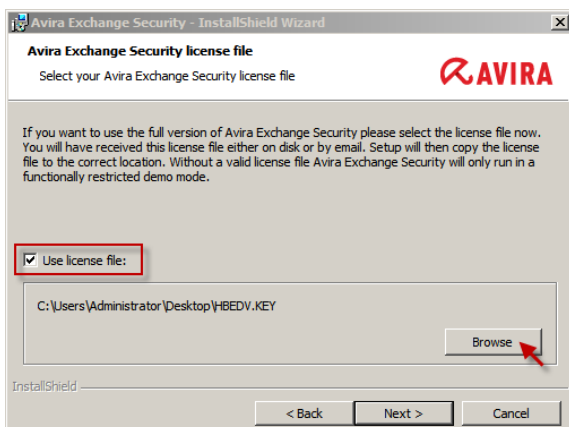 Avira Exchange Security - InstallShield Wizard
Avira Exchange Security license file
Select your Avira Exchange Security license file
AVIRA
If you want to use the full version of Avira Exchange Security please select the license file now.
You will have received this license file either on disk or by email. Setup will then copy the license
file to the correct location. Without a valid license file Avira Exchange Security will only run in a
functionally restricted demo mode.
Use license file:
C:\Users\Administrator\Desktop\HBEDV.KEY
Browse
InstallShield
< Back
Next >
Cancel